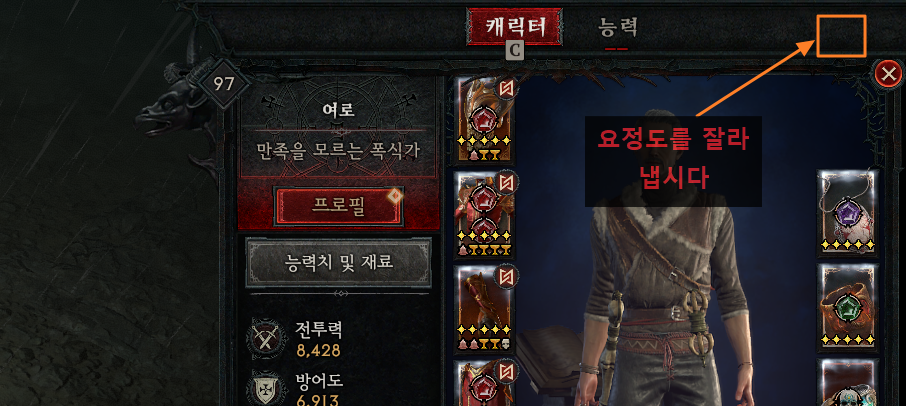 캐릭터
능력
C
97
여로
만족을 모르는 폭식가
프로필
능력치 및 재료
전투력
8,428
방어도
6,913
요정도를 잘라
냅시다